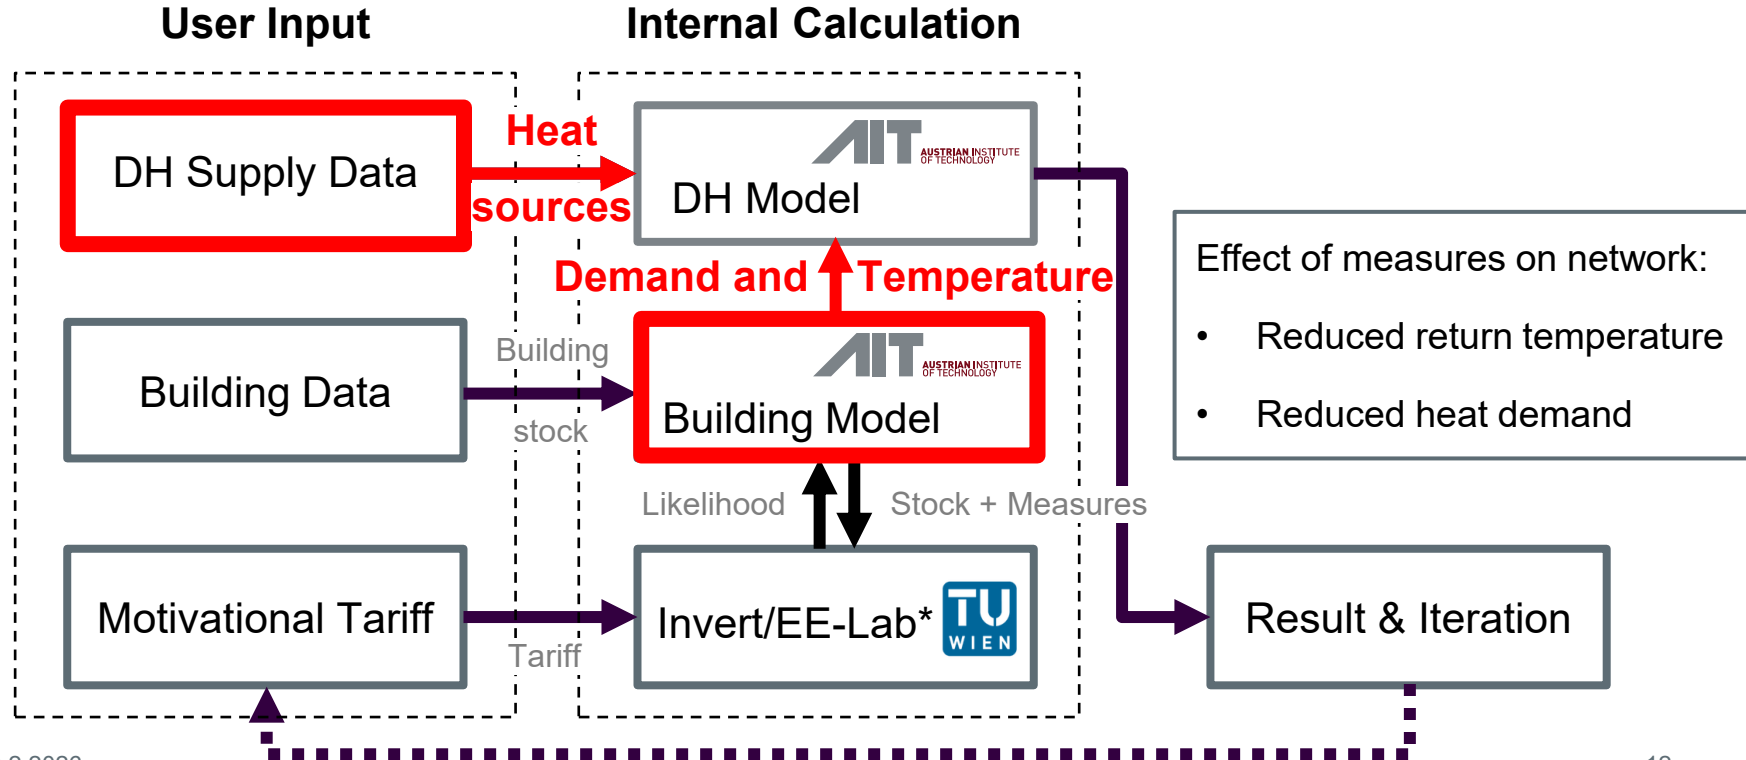 User Input
Internal Calculation
DH Supply Data
Heat
sources
AIT
AUSTRIAN INSTITUTE
OF TECHNOLOGY
DH Model
Demand and
Temperature
Building Data
Building
stock
AIT
AUSTRIAN INSTITUTE
OF TECHNOLOGY
Building Model
Likelihood
Stock + Measures
Motivational Tariff
Tariff
Invert/EE-Lab*
TU
WIEN
Effect of measures on network:
• Reduced return temperature
• Reduced heat demand
Result & Iteration